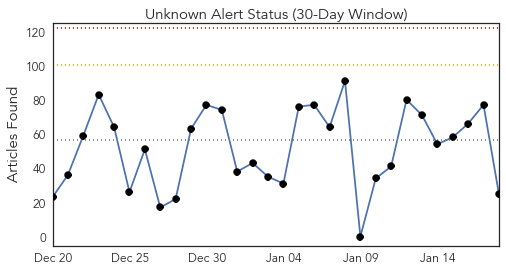 Unknown Alert Status (30-Day Window)
Articles Found
120
100
80
60
40
20
0
Dec 20 Dec 25 Dec 30 Jan 04 Jan 09 Jan 14